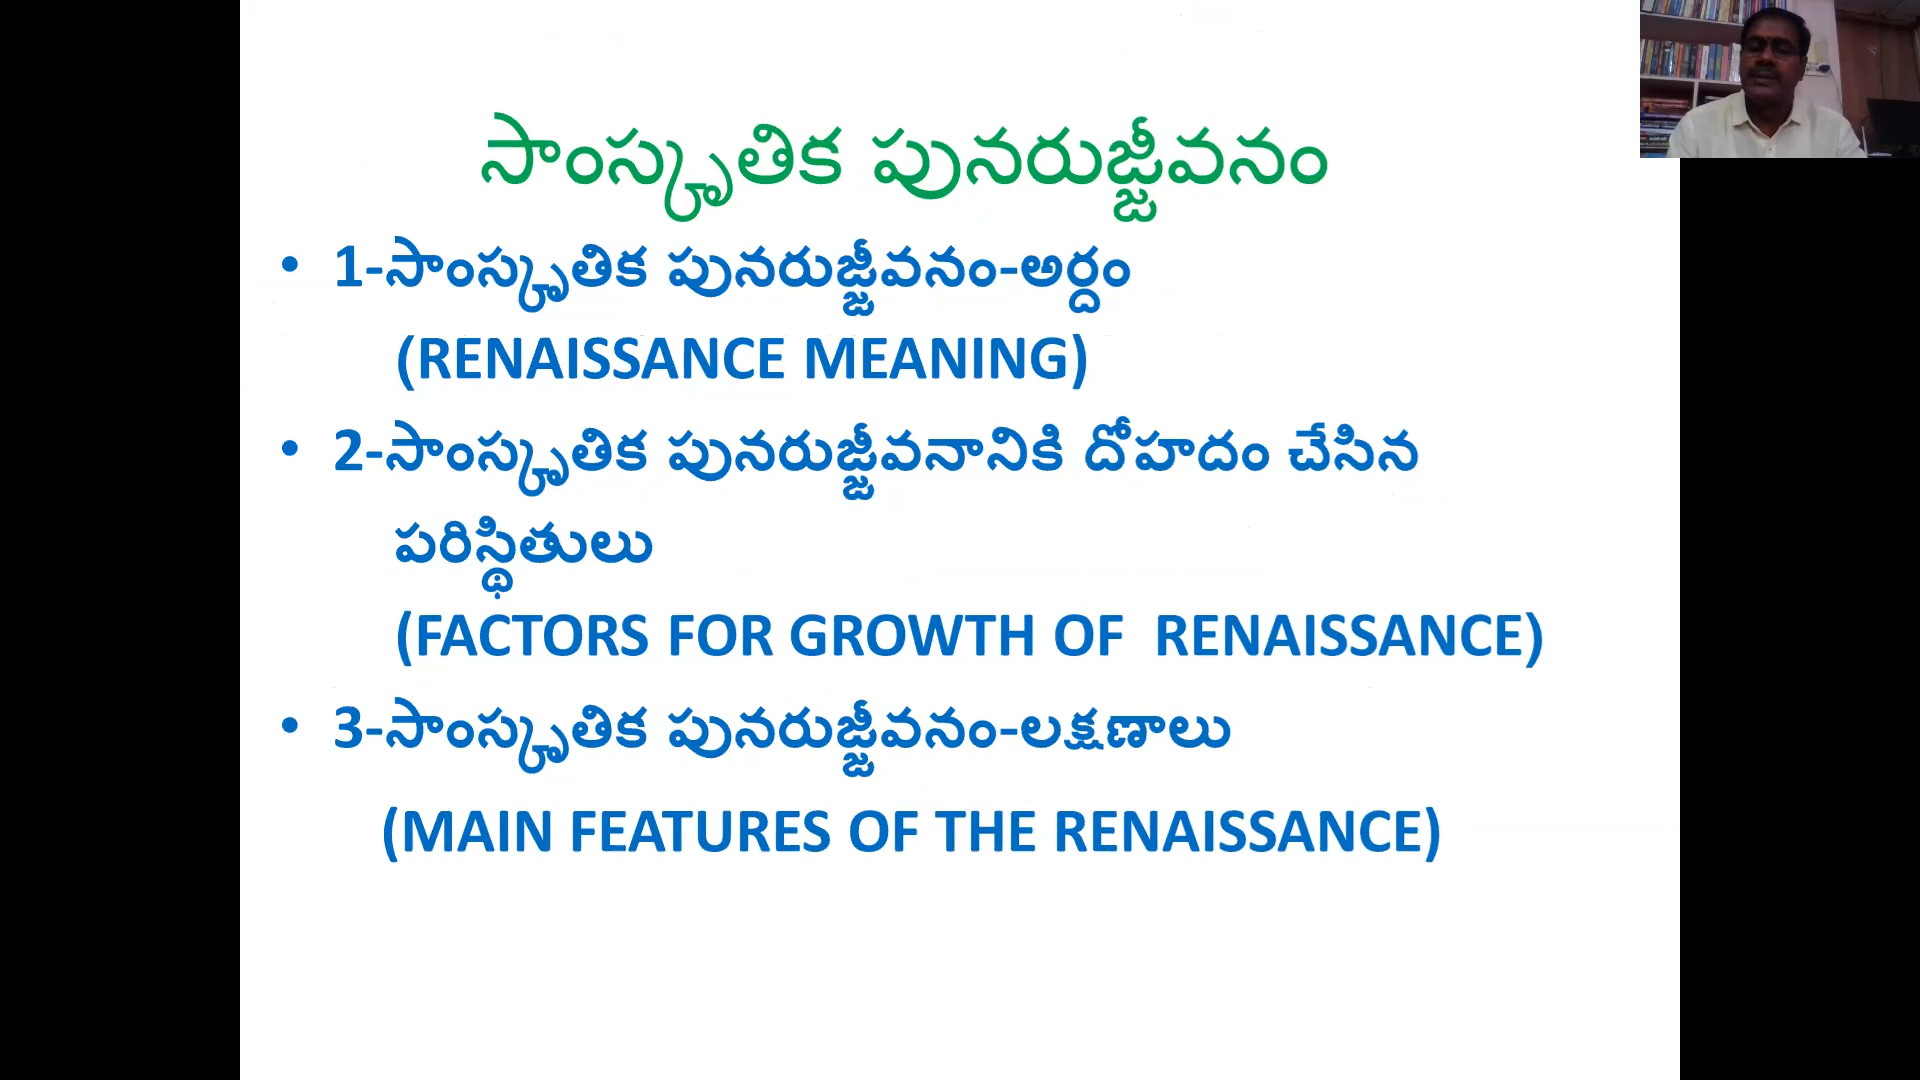 సాంస్కృతిక పునరుజ్జీవనం
• 1-సాంస్కృతిక పునరుజ్జీవనం-అర్దం
(RENAISSANCE MEANING)
• 2-సాంస్కృతిక పునరుజ్జీవనానికి దోహదం చేసిన
పరిస్థితులు
(FACTORS FOR GROWTH OF RENAISSANCE)
• 3-సాంస్కృతిక పునరుజ్జీవనం-లక్షణాలు
(MAIN FEATURES OF THE RENAISSANCE)